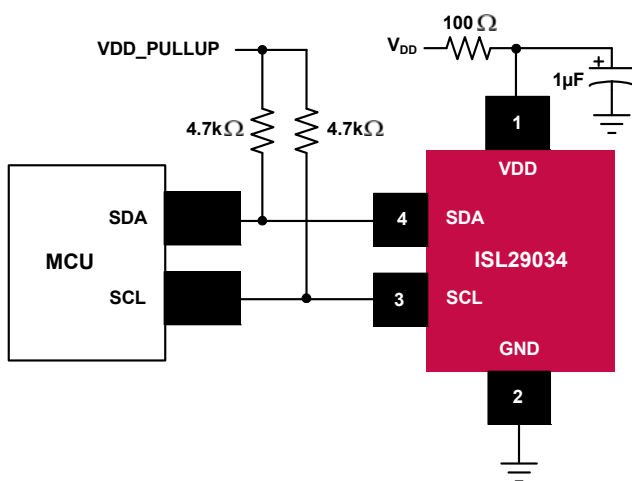 100 Ω
VDD_PULLUP
VDD
1µF
+
4.7kΩ
4.7kΩ
1
VDD
MCU
SDA
SCL
4
SDA
ISL29034
3
SCL
GND
2